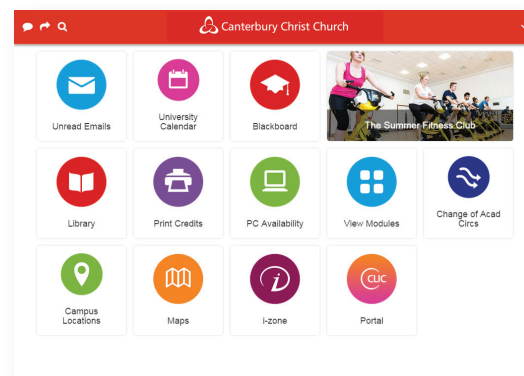 Canterbury Christ Church
Unread Emails
University
Calendar
Blackboard
The Summer Fitness Club
Library
Print Credits
PC Availability
View Modules
Change of Acad
Circs
Campus
Locations
Maps
i
i-zone
CLIC
Portal